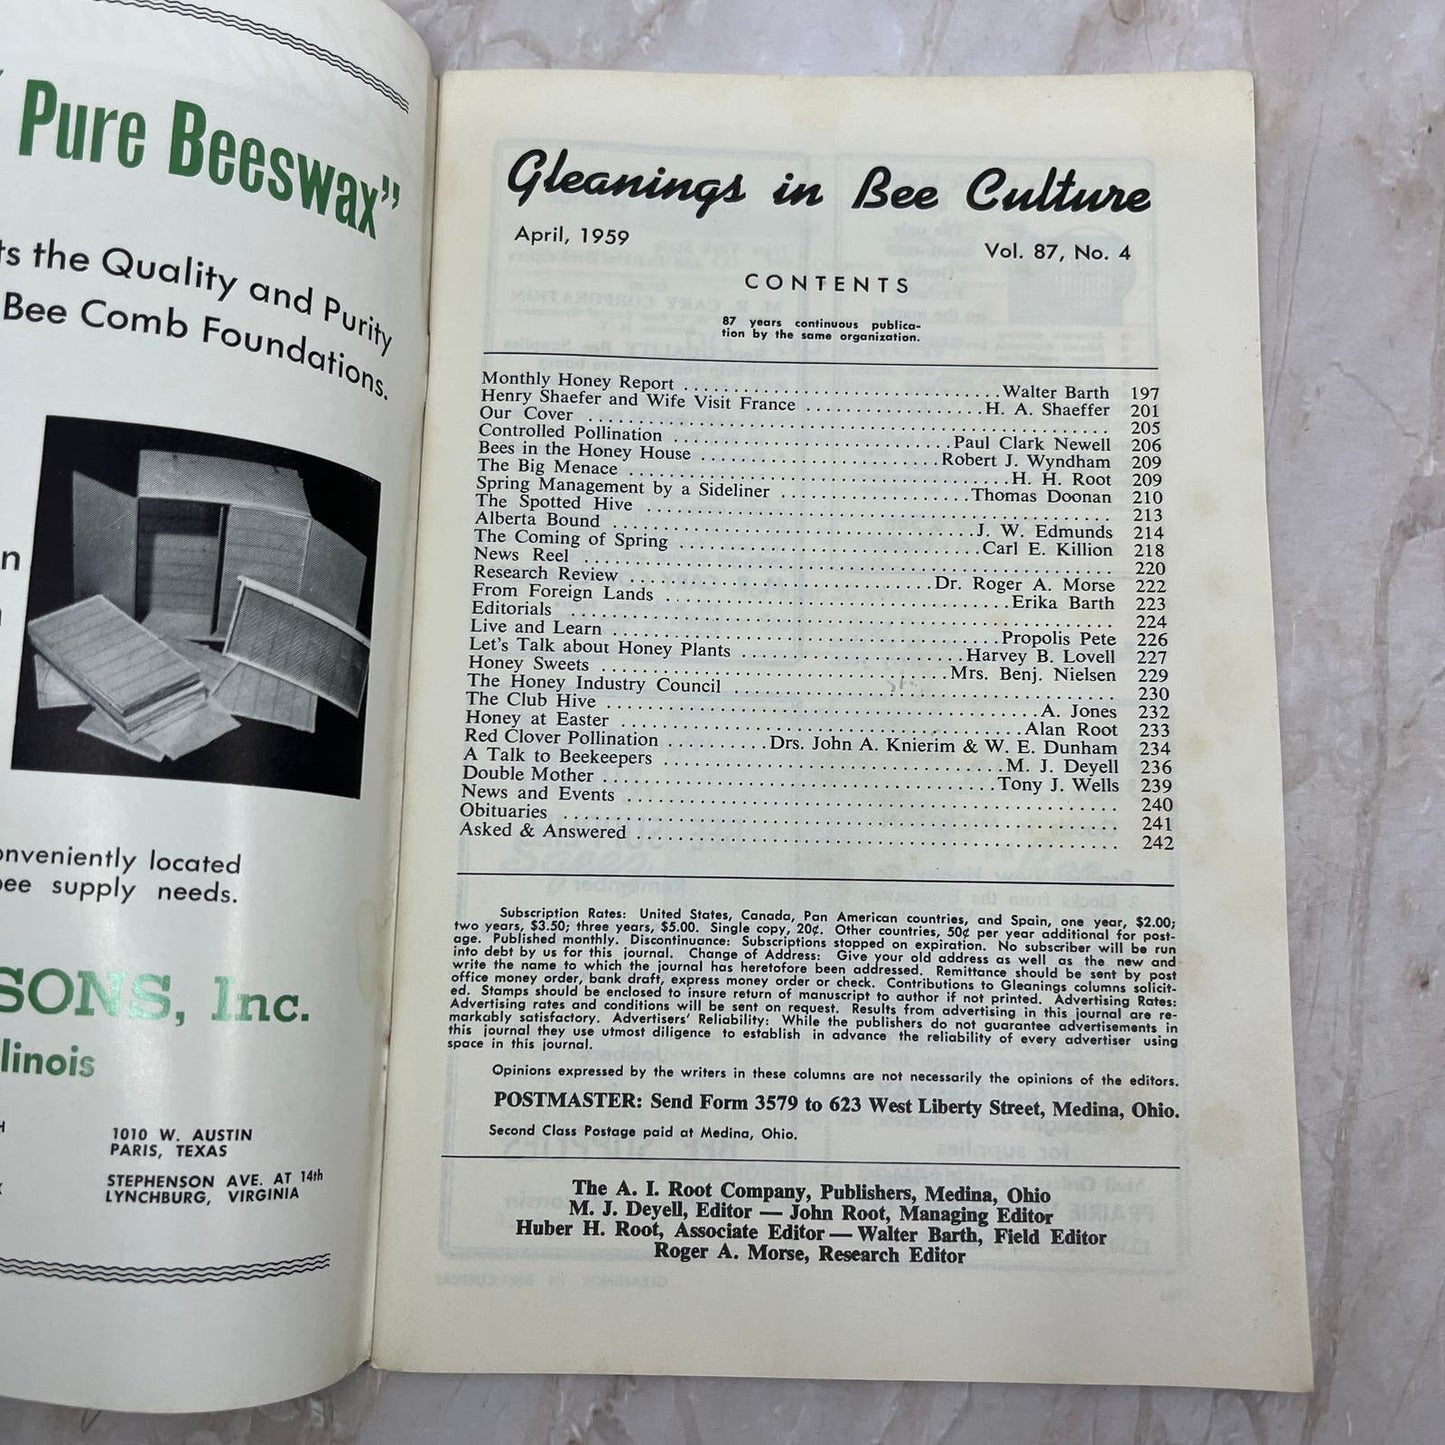 Pure Beeswax”
the Quality and Purity
Bee Comb Foundations.
conveniently located
bee supply needs.
SONS, Inc.
Illinois
1010 W. AUSTIN
PARIS, TEXAS
STEPHENSON AVE. AT 14th
LYNCHBURG, VIRGINIA
Gleanings in Bee Culture
April, 1959 Vol. 87, No. 4
CONTENTS
87 years continuous publica-
tion by the same organization.
Monthly Honey Report Walter Barth 197
Henry Shaefer and Wife Visit France H. A. Shaeffer 201
Our Cover 205
Controlled Pollination Paul Clark Newell 206
Bees in the Honey House Robert J. Wyndham 209
The Big Menace H. H. Root 209
Spring Management by a Sideliner Thomas Doonan 210
The Spotted Hive 213
Alberta Bound J. W. Edmunds 214
The Coming of Spring Carl E. Killion 218
News Reel 220
Research Review Dr. Roger A. Morse 222
From Foreign Lands Erika Barth 223
Editorials 224
Live and Learn Propolis Pete 226
Let's Talk about Honey Plants Harvey B. Lovell 227
Honey Sweets Mrs. Benj. Nielsen 229
The Honey Industry Council 230
The Club Hive A. Jones 232
Honey at Easter Alan Root 233
Red Clover Pollination Drs. John A. Knierim & W. E. Dunham 234
A Talk to Beekeepers M. J. Deyell 236
Double Mother Tony J. Wells 239
News and Events 240
Obituaries 241
Asked & Answered 242
Subscription Rates: United States, Canada, Pan American countries, and Spain, one year, $2.00;
two years, $3.50; three years, $5.00. Single copy, 20¢. Other countries, 50¢ per year additional for post-
age. Published monthly. Discontinuance: Subscriptions stopped on expiration. No subscriber will be run
into debt by us for this journal. Change of Address: Give your old address as well as the new and
write the name to which the journal has heretofore been addressed. Remittance should be sent by post
office money order, bank draft, express money order or check. Contributions to Gleanings columns solicit-
ed. Stamps should be enclosed to insure return of manuscript to author if not printed. Advertising Rates:
Advertising rates and conditions will be sent on request. Results from advertising in this journal are re-
markably satisfactory. Advertisers' Reliability: While the publishers do not guarantee advertisements in
this journal they use utmost diligence to establish in advance the reliability of every advertiser using
space in this journal.
Opinions expressed by the writers in these columns are not necessarily the opinions of the editors.
POSTMASTER: Send Form 3579 to 623 West Liberty Street, Medina, Ohio.
Second Class Postage paid at Medina, Ohio.
The A. I. Root Company, Publishers, Medina, Ohio
M. J. Deyell, Editor — John Root, Managing Editor
Huber H. Root, Associate Editor — Walter Barth, Field Editor
Roger A. Morse, Research Editor